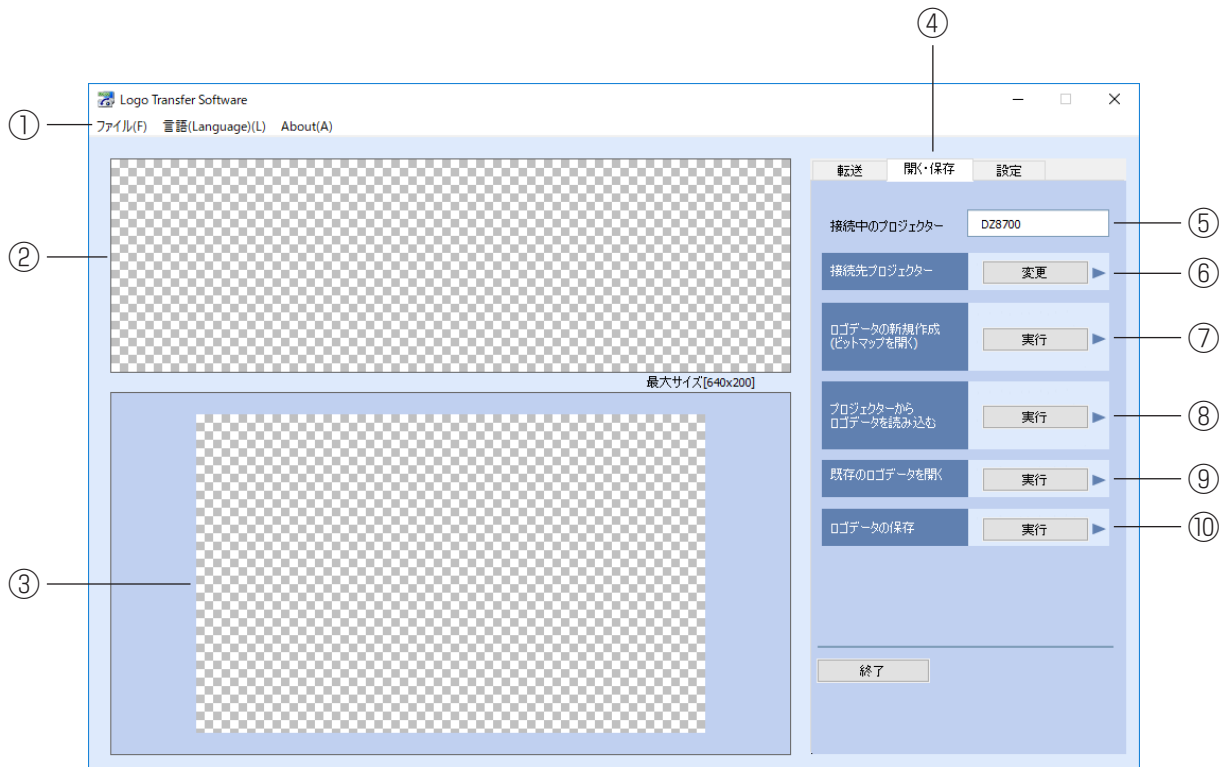 ④
Logo Transfer Software
①
ファイル(F) 言語(Language)(L) About(A)
転送 開く・保存 設定
接続中のプロジェクター DZ8700
⑤
②
接続先プロジェクター 変更
⑥
ロゴデータの新規作成
(ビットマップを開く)
実行
⑦
最大サイズ[640x200]
プロジェクターから
ロゴデータを読み込む
実行
⑧
既存のロゴデータを開く 実行
⑨
ロゴデータの保存 実行
⑩
③
終了